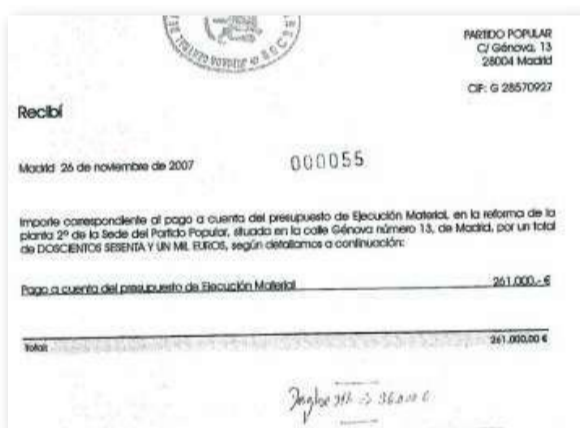 PARTIDO POPULAR
C/ Génova, 13
28004 Madrid
CIF: G 28570927
Recibí
Madrid 26 de noviembre de 2007
000055
Importe correspondiente al pago a cuenta del presupuesto de Ejecución Material, en la reforma de la
planta 2º de la Sede del Partido Popular, situada en la calle Génova número 13, de Madrid, por un total
de DOSCIENTOS SESENTA Y UN MIL EUROS, según detallamos a continuación:
Pago a cuenta del presupuesto de Ejecución Material 261.000,- €
Total: 261.000,00 €